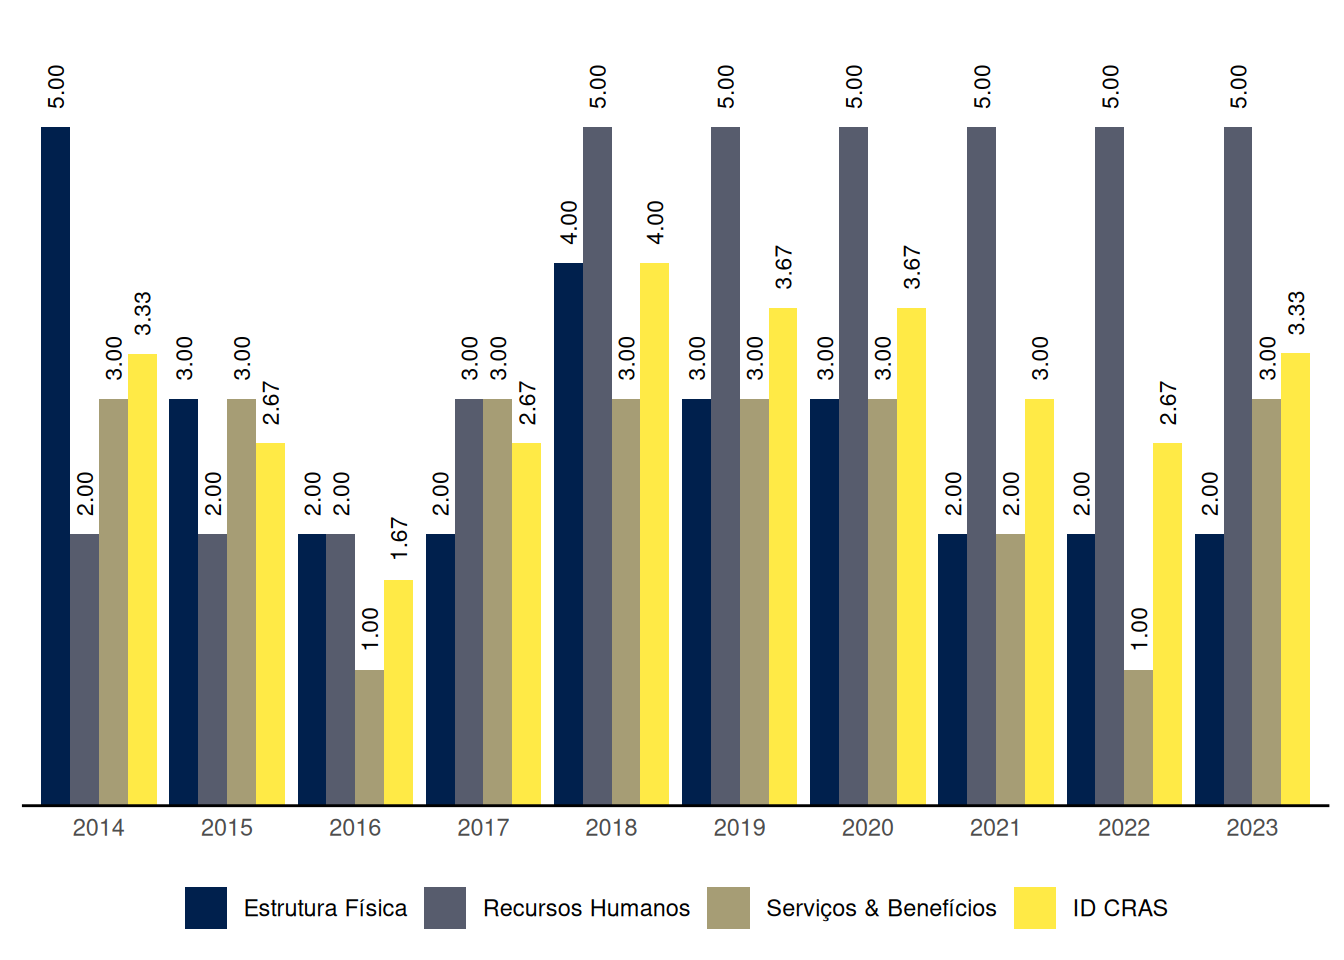 5.00 2.00 3.00 3.33 3.00 2.00 3.00 2.67 2.00 2.00 1.00 1.67 2.00 3.00 3.00 2.67 4.00 5.00 3.00 4.00 3.00 5.00 3.00 3.67 3.00 5.00 3.00 3.67 2.00 5.00 2.00 3.00 2.00 5.00 1.00 2.67 2.00 5.00 3.00 3.33
2014 2015 2016 2017 2018 2019 2020 2021 2022 2023
Estrutura Física Recursos Humanos Serviços & Benefícios ID CRAS